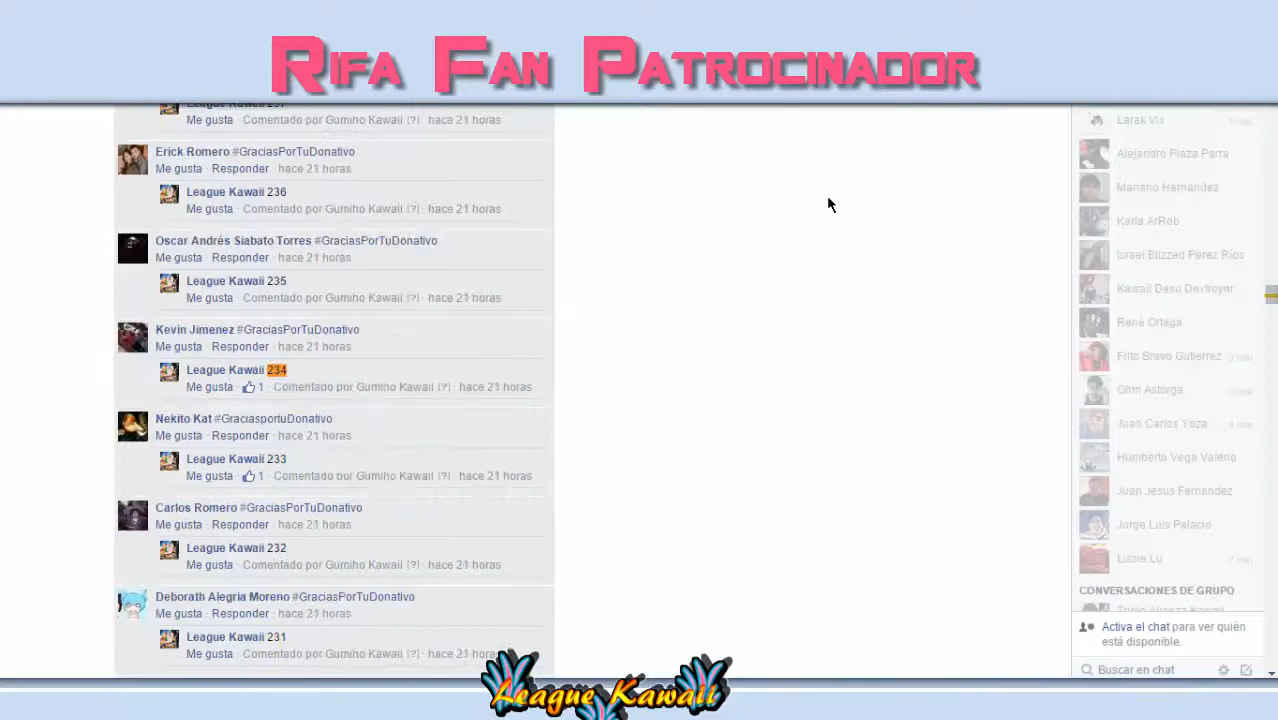 Rifa Fan Patrocinador
League Kawaii 237
Me gusta · Comentado por Gumiho Kawaii [?] · hace 21 horas
Erick Romero #GraciasPorTuDonativo
Me gusta · Responder · hace 21 horas
League Kawaii 236
Me gusta · Comentado por Gumiho Kawaii [?] · hace 21 horas
Oscar Andrés Siabato Torres #GraciasPorTuDonativo
Me gusta · Responder · hace 21 horas
League Kawaii 235
Me gusta · Comentado por Gumiho Kawaii [?] · hace 21 horas
Kevin Jimenez #GraciasPorTuDonativo
Me gusta · Responder · hace 21 horas
League Kawaii 234
Me gusta · 1 · Comentado por Gumiho Kawaii [?] · hace 21 horas
Nekito Kat #GraciasportuDonativo
Me gusta · Responder · hace 21 horas
League Kawaii 233
Me gusta · 1 · Comentado por Gumiho Kawaii [?] · hace 21 horas
Carlos Romero #GraciasPorTuDonativo
Me gusta · Responder · hace 21 horas
League Kawaii 232
Me gusta · Comentado por Gumiho Kawaii [?] · hace 21 horas
Deborath Alegria Moreno #GraciasPorTuDonativo
Me gusta · Responder · hace 21 horas
League Kawaii 231
Me gusta · Comentado por Gumiho Kawaii [?] · hace 21 horas
Larak Vix
Alejandro Plaza Parra
Mariano Hernandez
Karla ArRob
Israel Blizzed Perez Rios
Kawaii Desu Dextroyer
René Ortega
Frito Bravo Gutierrez
Ghm Astorga
Juan Carlos Yoza
Humberto Vega Valerio
Juan Jesus Fernandez
Jorge Luis Palacio
Lissie Lu
CONVERSACIONES DE GRUPO
Triple Alianza Kawaii
Activa el chat para ver quién
está disponible.
Buscar en chat
League Kawaii